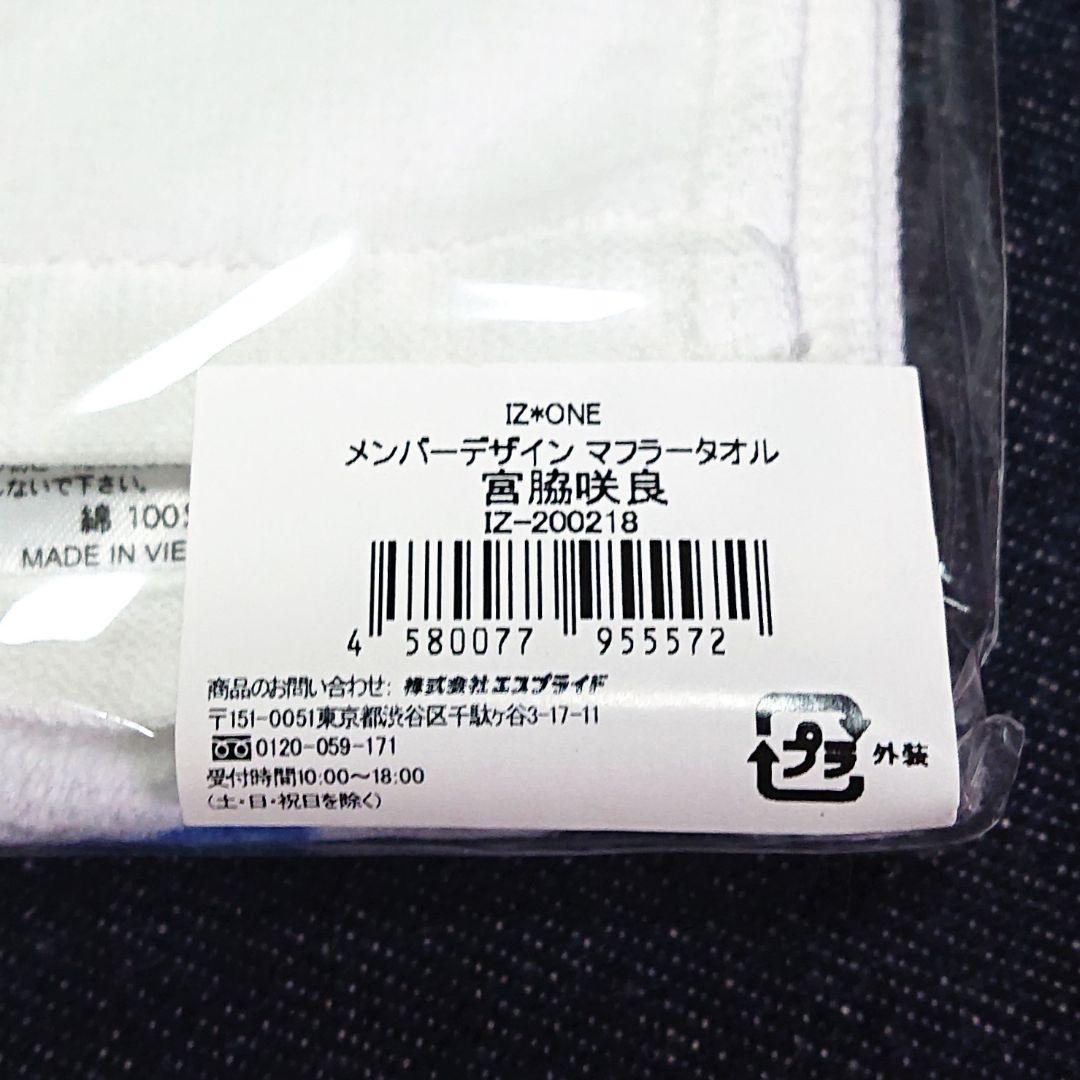 IZ*ONE
メンバーデザイン マフラータオル
宮脇咲良
IZ-200218
4 580077 955572
商品のお問い合わせ: 株式会社エスプライド
〒151-0051東京都渋谷区千駄ヶ谷3-17-11
0120-059-171
受付時間10:00～18:00
(土・日・祝日を除く)
プラ 外装
ないで下さい。
綿 100%
MADE IN VIE